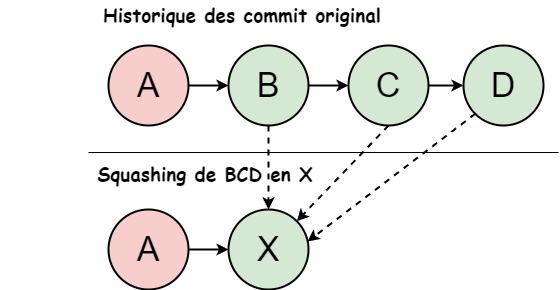 Historique des commit original
A B C D
Squashing de BCD en X
A X